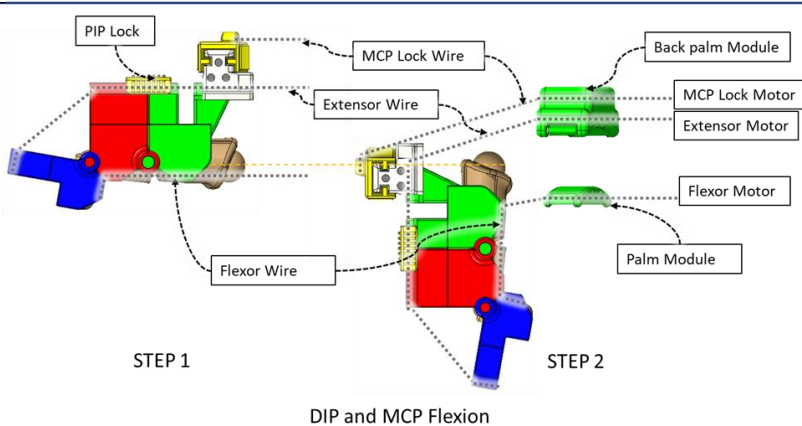 PIP Lock
MCP Lock Wire
Back palm Module
MCP Lock Motor
Extensor Wire
Extensor Motor
Flexor Motor
Palm Module
Flexor Wire
STEP 1
STEP 2
DIP and MCP Flexion